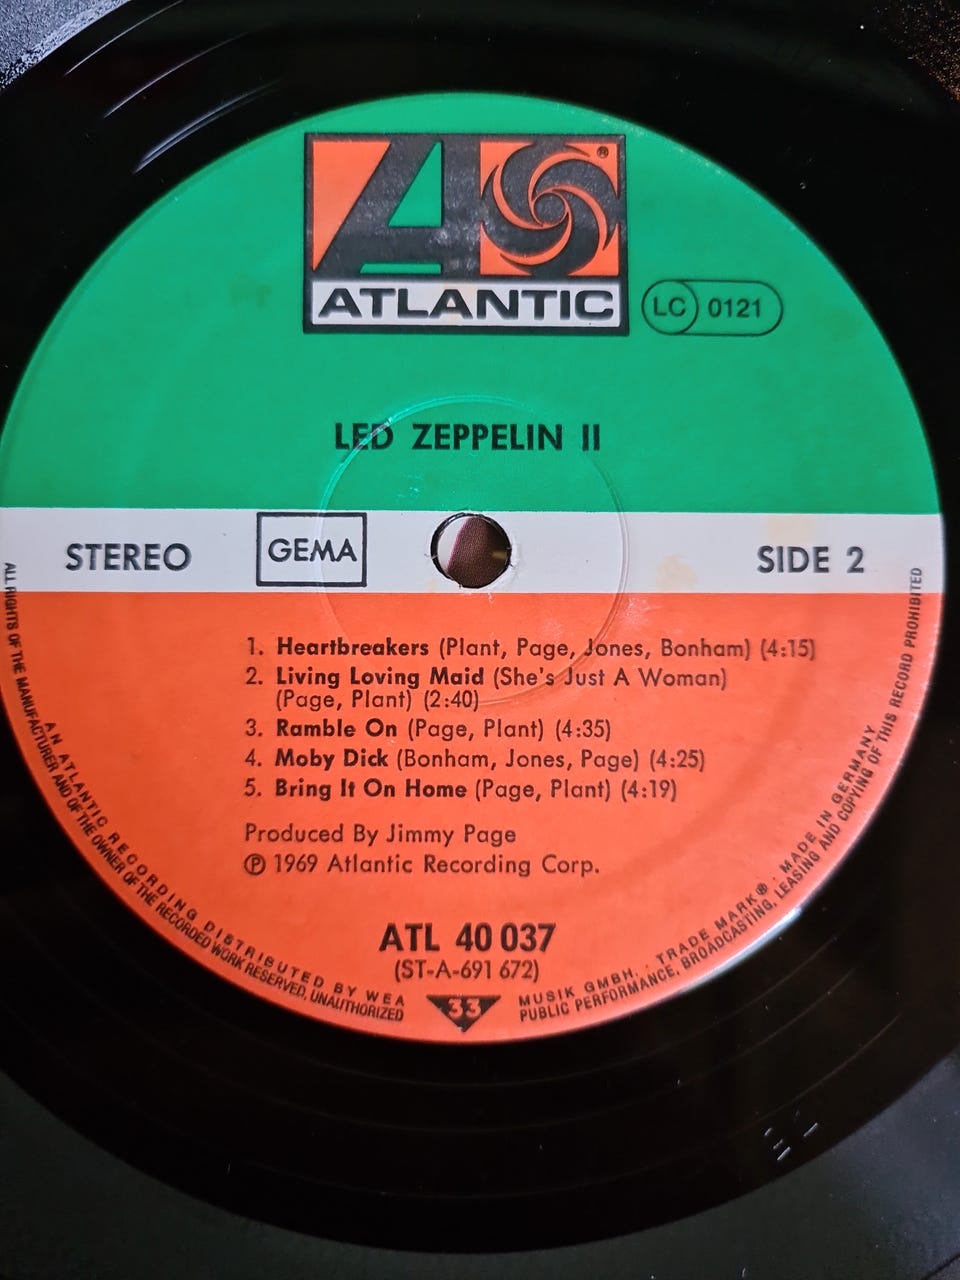 ATLANTIC
®
LC 0121
LED ZEPPELIN II
STEREO GEMA SIDE 2
1. Heartbreakers (Plant, Page, Jones, Bonham) (4:15)
2. Living Loving Maid (She's Just A Woman)
(Page, Plant) (2:40)
3. Ramble On (Page, Plant) (4:35)
4. Moby Dick (Bonham, Jones, Page) (4:25)
5. Bring It On Home (Page, Plant) (4:19)
Produced By Jimmy Page
℗ 1969 Atlantic Recording Corp.
ATL 40 037
(ST-A-691 672)
33
AN ATLANTIC RECORDING DISTRIBUTED BY WEA MUSIK GMBH. . TRADE MARK® . MADE IN GERMANY
ALL RIGHTS OF THE MANUFACTURER AND OF THE OWNER OF THE RECORDED WORK RESERVED, UNAUTHORIZED PUBLIC PERFORMANCE, BROADCASTING, LEASING AND COPYING OF THIS RECORD PROHIBITED